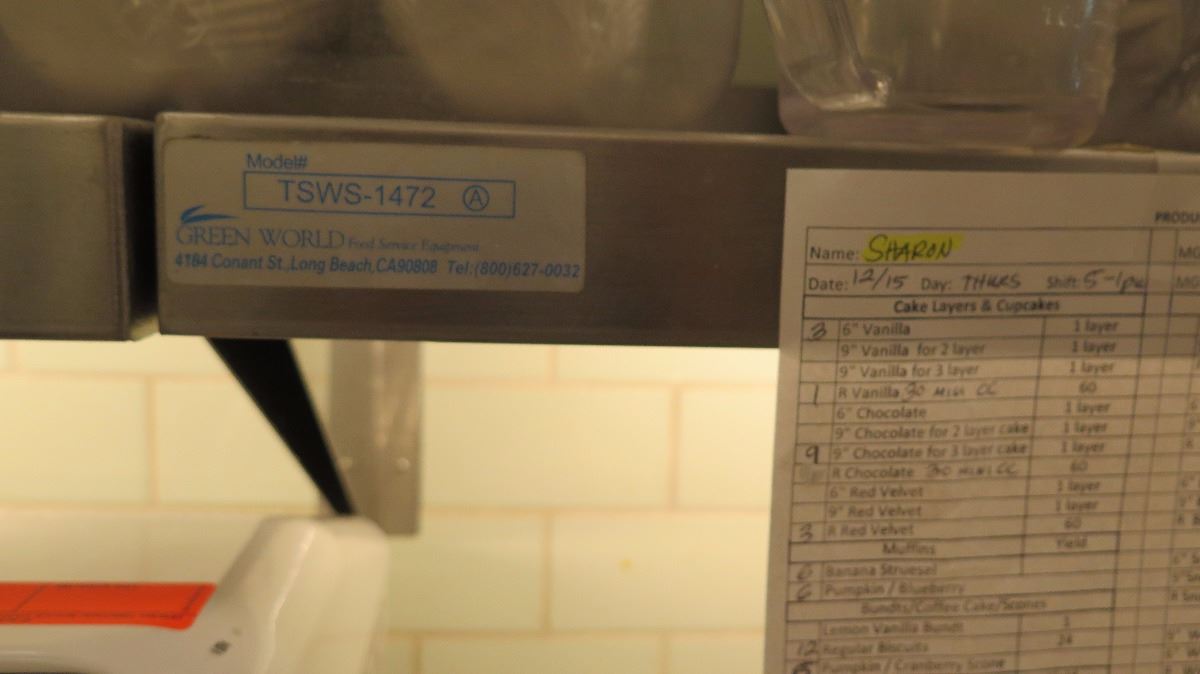 Model#
TSWS-1472 A
GREEN WORLD Food Service Equipment
4184 Conant St.,Long Beach,CA90808 Tel:(800)627-0032
PRODU
Name: SHARON
Date: 12/15 Day: THURS Shift: 5-1pm
Cake Layers & Cupcakes
3 6" Vanilla 1 layer
9" Vanilla for 2 layer 1 layer
9" Vanilla for 3 layer 1 layer
1 R Vanilla 30 MINI CC 60
6" Chocolate 1 layer
9" Chocolate for 2 layer cake 1 layer
9 9" Chocolate for 3 layer cake 1 layer
R Chocolate 30 MINI CC 60
6" Red Velvet 1 layer
9" Red Velvet 1 layer
3 R Red Velvet 60
Muffins Yield
6 Banana Struesel
6 Pumpkin / Blueberry
Bundts/Coffee Cake/Scones
Lemon Vanilla Bundt 1
12 Regular Biscuits 24
Pumpkin / Cranberry Scone